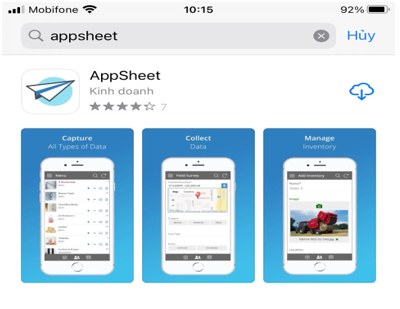 Mobifone 10:15 92%
appsheet Hủy
AppSheet
Kinh doanh
7
Capture
All Types of Data
Collect
Data
Manage
Inventory
Menu
Field Survey
Add Inventory
Image